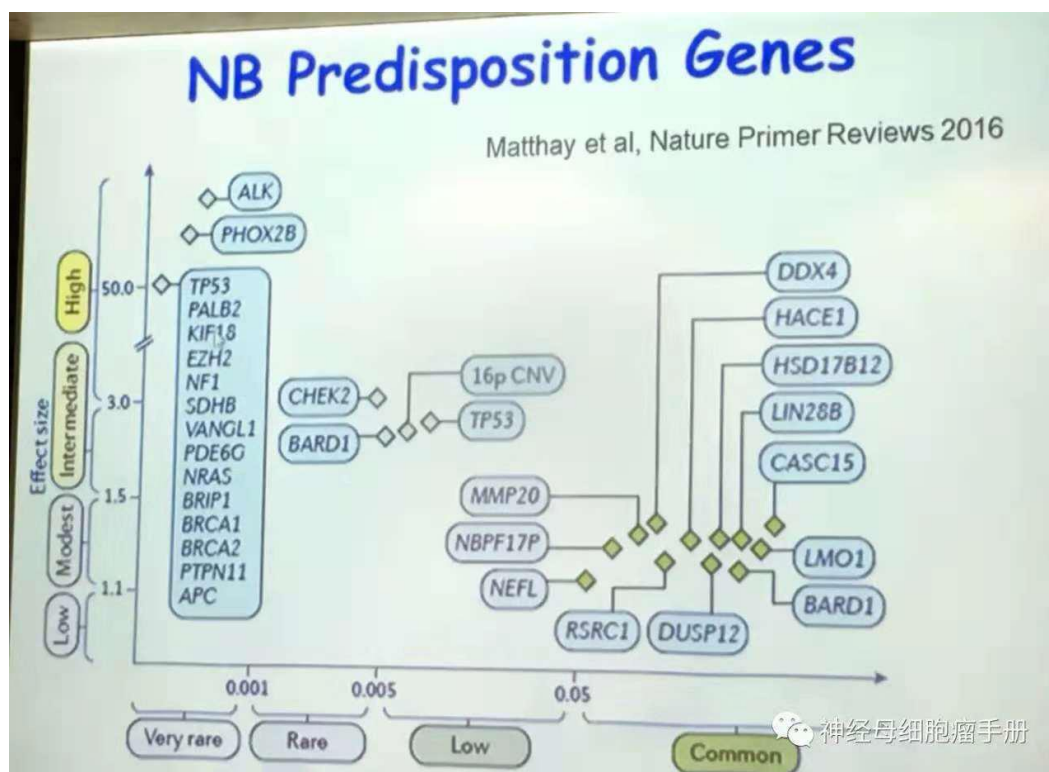 NB Predisposition Genes
Matthay et al, Nature Primer Reviews 2016
ALK
PHOX2B
High
50.0
TP53
PALB2
KIF18
EZH2
NF1
SDHB
VANGL1
PDE6G
NRAS
BRIP1
BRCA1
BRCA2
PTPN11
APC
DDX4
HACE1
HSD17B12
LIN28B
CASC15
Effect size
Intermediate
3.0
CHEK2
BARD1
16p CNV
TP53
1.5
Modest
MMP20
NBPF17P
NEFL
RSRC1
DUSP12
LMO1
BARD1
1.1
Low
0.001
0.005
0.05
Very rare
Rare
Low
Common
神经母细胞瘤手册